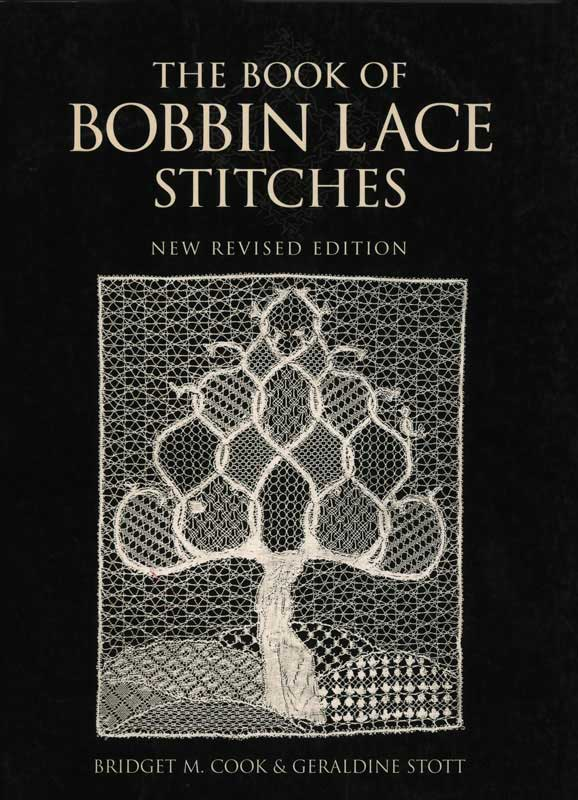 THE BOOK OF
BOBBIN LACE
STITCHES
NEW REVISED EDITION
BRIDGET M. COOK & GERALDINE STOTT